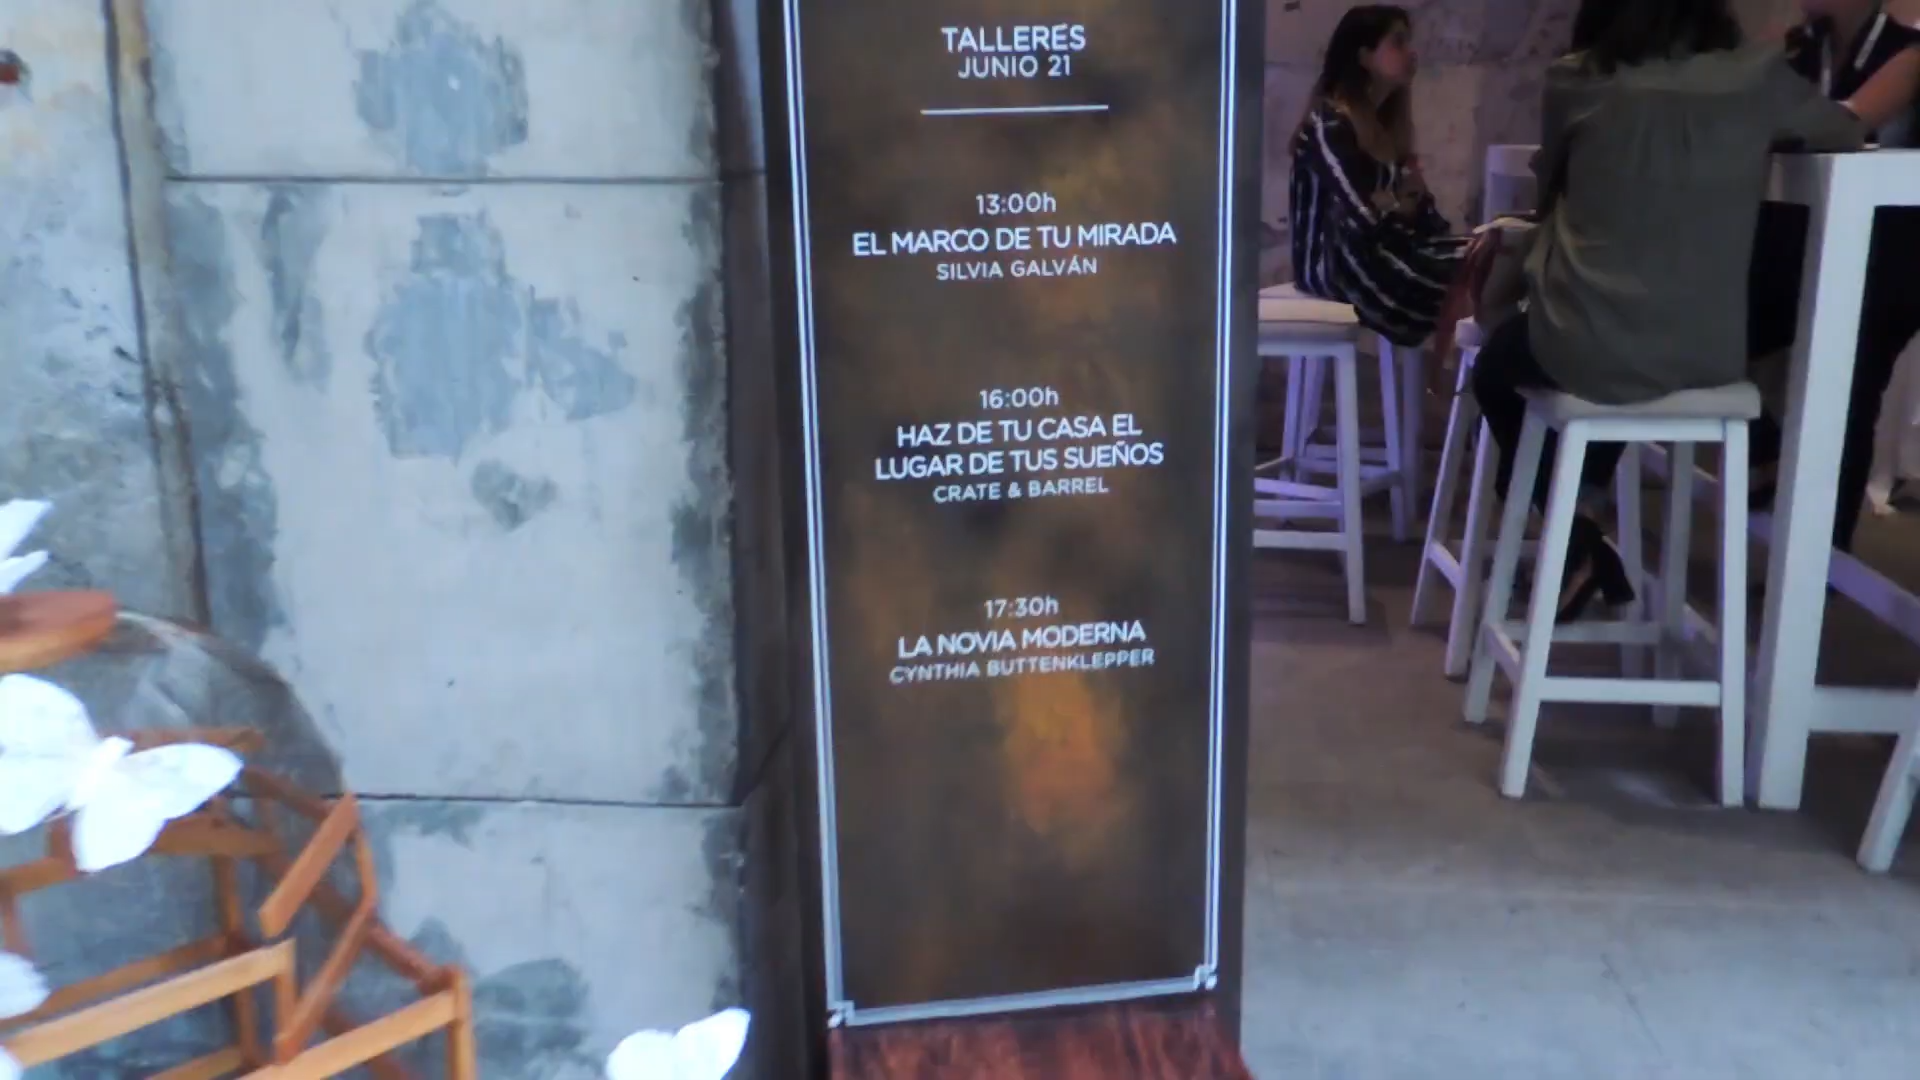 TALLERES
JUNIO 21
13:00h
EL MARCO DE TU MIRADA
SILVIA GALVÁN
16:00h
HAZ DE TU CASA EL
LUGAR DE TUS SUEÑOS
CRATE & BARREL
17:30h
LA NOVIA MODERNA
CYNTHIA BUTTENKLEPPER